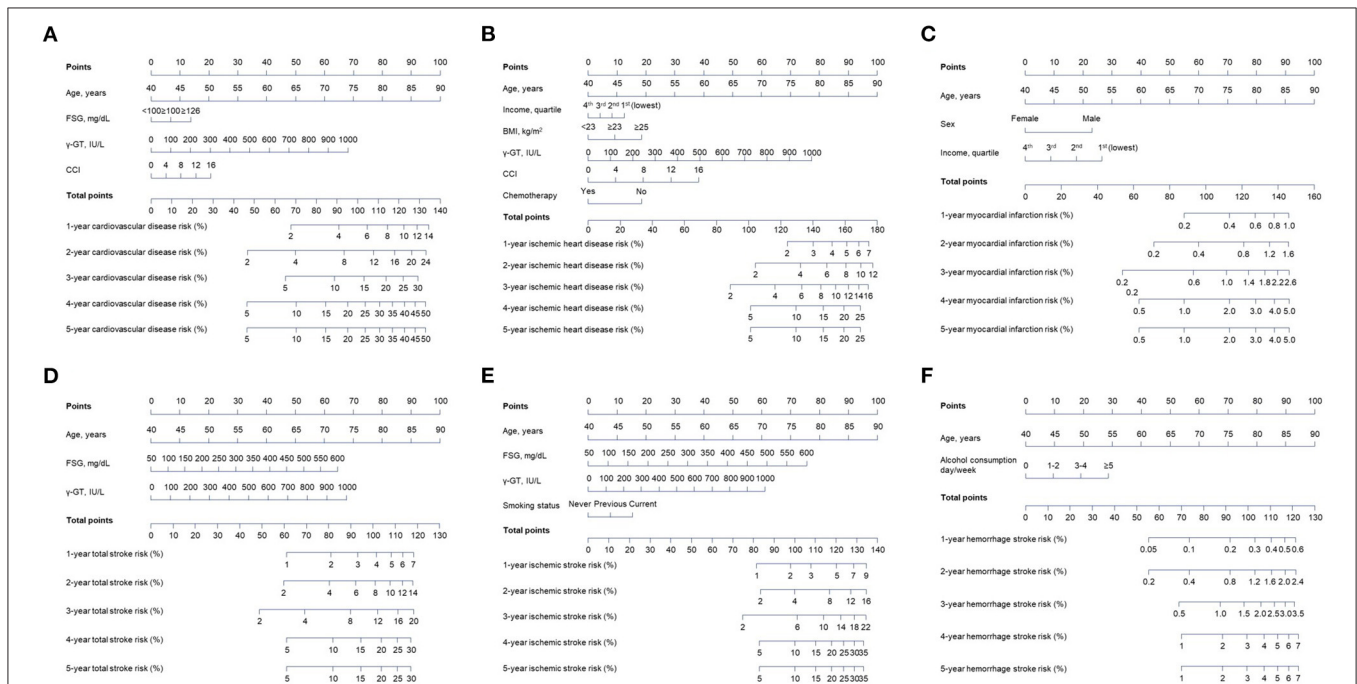 A
Points
0 10 20 30 40 50 60 70 80 90 100
Age, years
40 45 50 55 60 65 70 75 80 85 90
<100≥100≥126
FSG, mg/dL
0 100 200 300 400 500 600 700 800 900 1000
γ-GT, IU/L
0 4 8 12 16
CCI
Total points
0 10 20 30 40 50 60 70 80 90 100 110 120 130 140
1-year cardiovascular disease risk (%)
2 4 6 8 10 12 14
2-year cardiovascular disease risk (%)
2 4 8 12 16 20 24
3-year cardiovascular disease risk (%)
5 10 15 20 25 30
4-year cardiovascular disease risk (%)
5 10 15 20 25 30 35 40 45 50
5-year cardiovascular disease risk (%)
5 10 15 20 25 30 35 40 45 50
B
Points
0 10 20 30 40 50 60 70 80 90 100
Age, years
40 45 50 55 60 65 70 75 80 85 90
4th 3rd 2nd 1st (lowest)
Income, quartile
<23 ≥23 ≥25
BMI, kg/m²
γ-GT, IU/L
0 100 200 300 400 500 600 700 800 900 1000
CCI
0 4 8 12 16
Chemotherapy
Yes No
Total points
0 20 40 60 80 100 120 140 160 180
1-year ischemic heart disease risk (%)
2 3 4 5 6 7
2-year ischemic heart disease risk (%)
2 4 6 8 10 12
3-year ischemic heart disease risk (%)
2 4 6 8 10 12 14 16
4-year ischemic heart disease risk (%)
5 10 15 20 25
5-year ischemic heart disease risk (%)
5 10 15 20 25
C
Points
0 10 20 30 40 50 60 70 80 90 100
Age, years
40 45 50 55 60 65 70 75 80 85 90
Female Male
Sex
4th 3rd 2nd 1st (lowest)
Income, quartile
Total points
0 20 40 60 80 100 120 140 160
1-year myocardial infarction risk (%)
0.2 0.4 0.6 0.8 1.0
2-year myocardial infarction risk (%)
0.2 0.4 0.8 1.2 1.6
3-year myocardial infarction risk (%)
0.2 0.6 1.0 1.4 1.8 2.2 2.6
0.2
4-year myocardial infarction risk (%)
0.5 1.0 2.0 3.0 4.0 5.0
5-year myocardial infarction risk (%)
0.5 1.0 2.0 3.0 4.0 5.0
D
Points
0 10 20 30 40 50 60 70 80 90 100
Age, years
40 45 50 55 60 65 70 75 80 85 90
FSG, mg/dL
50 100 150 200 250 300 350 400 450 500 550 600
γ-GT, IU/L
0 100 200 300 400 500 600 700 800 900 1000
Total points
0 10 20 30 40 50 60 70 80 90 100 110 120 130
1-year total stroke risk (%)
1 2 3 4 5 6 7
2-year total stroke risk (%)
2 4 6 8 10 12 14
3-year total stroke risk (%)
2 4 8 12 16 20
4-year total stroke risk (%)
5 10 15 20 25 30
5-year total stroke risk (%)
5 10 15 20 25 30
E
Points
0 10 20 30 40 50 60 70 80 90 100
Age, years
40 45 50 55 60 65 70 75 80 85 90
FSG, mg/dL
50 100 150 200 250 300 350 400 450 500 550 600
γ-GT, IU/L
0 100 200 300 400 500 600 700 800 900 1000
Smoking status
Never Previous Current
Total points
0 10 20 30 40 50 60 70 80 90 100 110 120 130 140
1-year ischemic stroke risk (%)
1 2 3 5 7 9
2-year ischemic stroke risk (%)
2 4 8 12 16
3-year ischemic stroke risk (%)
2 6 10 14 18 22
4-year ischemic stroke risk (%)
5 10 15 20 25 30 35
5-year ischemic stroke risk (%)
5 10 15 20 25 30 35
F
Points
0 10 20 30 40 50 60 70 80 90 100
Age, years
40 45 50 55 60 65 70 75 80 85 90
Alcohol consumption
day/week
0 1-2 3-4 ≥5
Total points
0 10 20 30 40 50 60 70 80 90 100 110 120 130
1-year hemorrhage stroke risk (%)
0.05 0.1 0.2 0.3 0.4 0.5 0.6
2-year hemorrhage stroke risk (%)
0.2 0.4 0.8 1.2 1.6 2.0 2.4
3-year hemorrhage stroke risk (%)
0.5 1.0 1.5 2.0 2.5 3.0 3.5
4-year hemorrhage stroke risk (%)
1 2 3 4 5 6 7
5-year hemorrhage stroke risk (%)
1 2 3 4 5 6 7